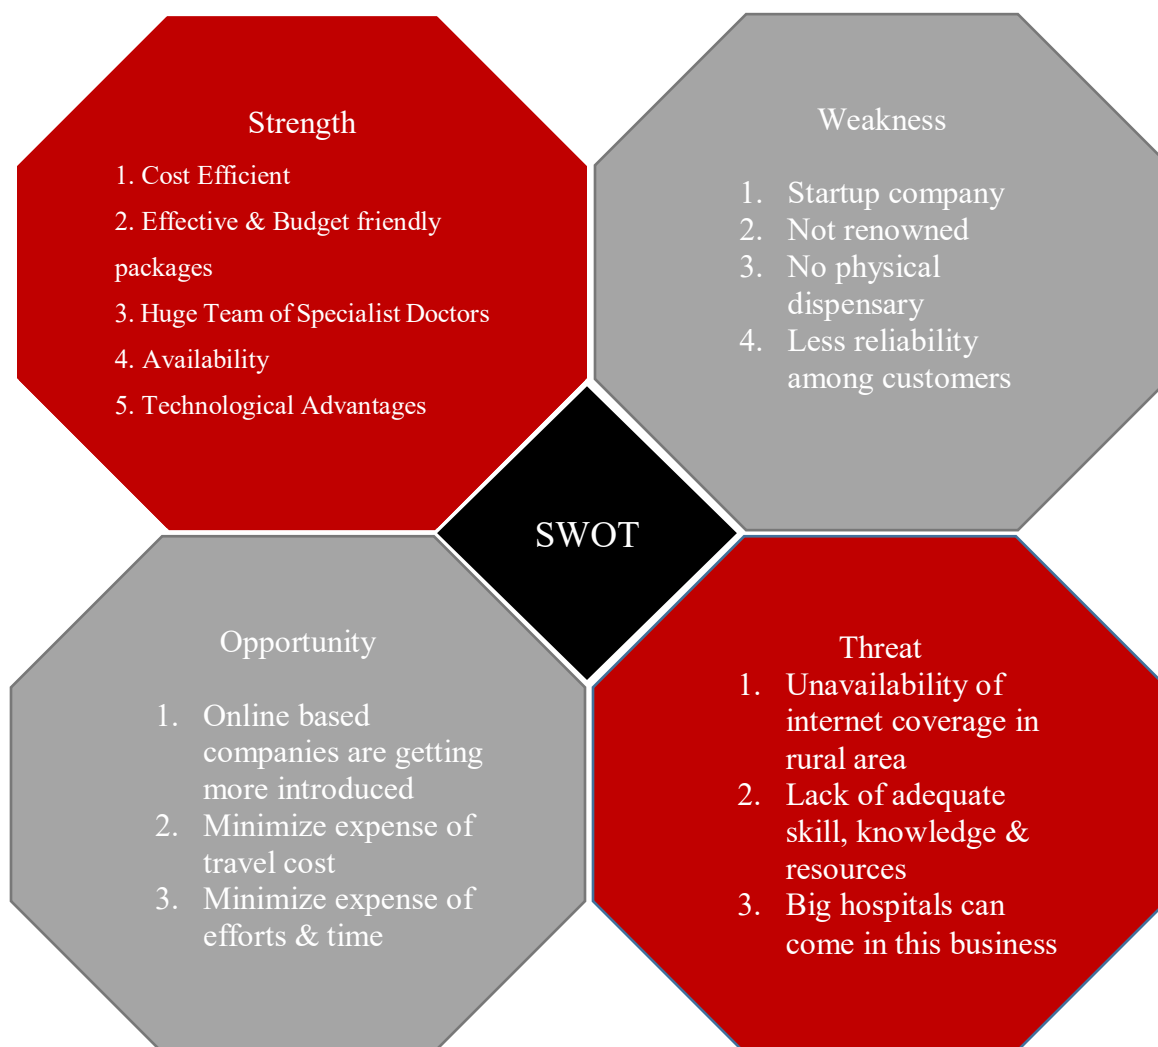 Strength
1. Cost Efficient
2. Effective & Budget friendly
packages
3. Huge Team of Specialist Doctors
4. Availability
5. Technological Advantages
Weakness
1. Startup company
2. Not renowned
3. No physical
dispensary
4. Less reliability
among customers
SWOT
Opportunity
1. Online based
companies are getting
more introduced
2. Minimize expense of
travel cost
3. Minimize expense of
efforts & time
Threat
1. Unavailability of
internet coverage in
rural area
2. Lack of adequate
skill, knowledge &
resources
3. Big hospitals can
come in this business